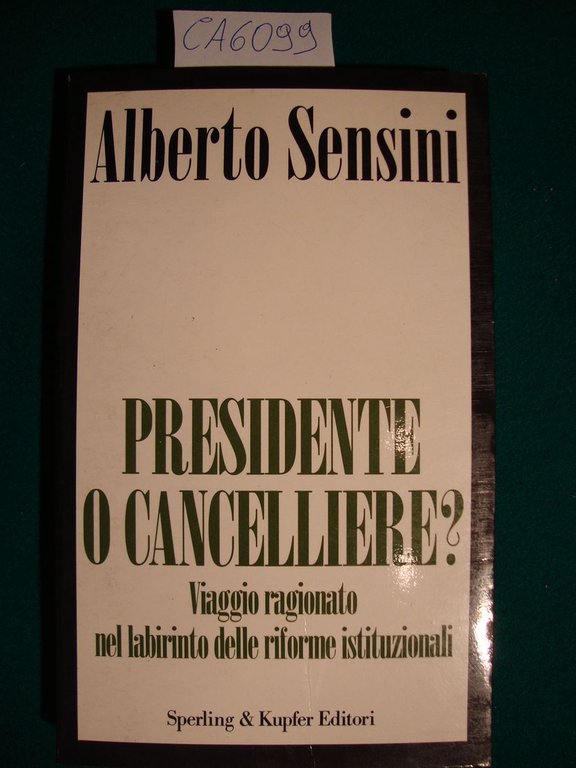 CA6099
Alberto Sensini
PRESIDENTE
O CANCELLIERE?
Viaggio ragionato
nel labirinto delle riforme istituzionali
Sperling & Kupfer Editori